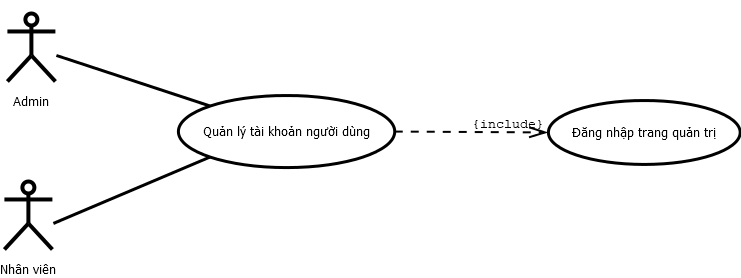 Admin
Quản lý tài khoản người dùng
{include}
Đăng nhập trang quản trị
Nhân viên